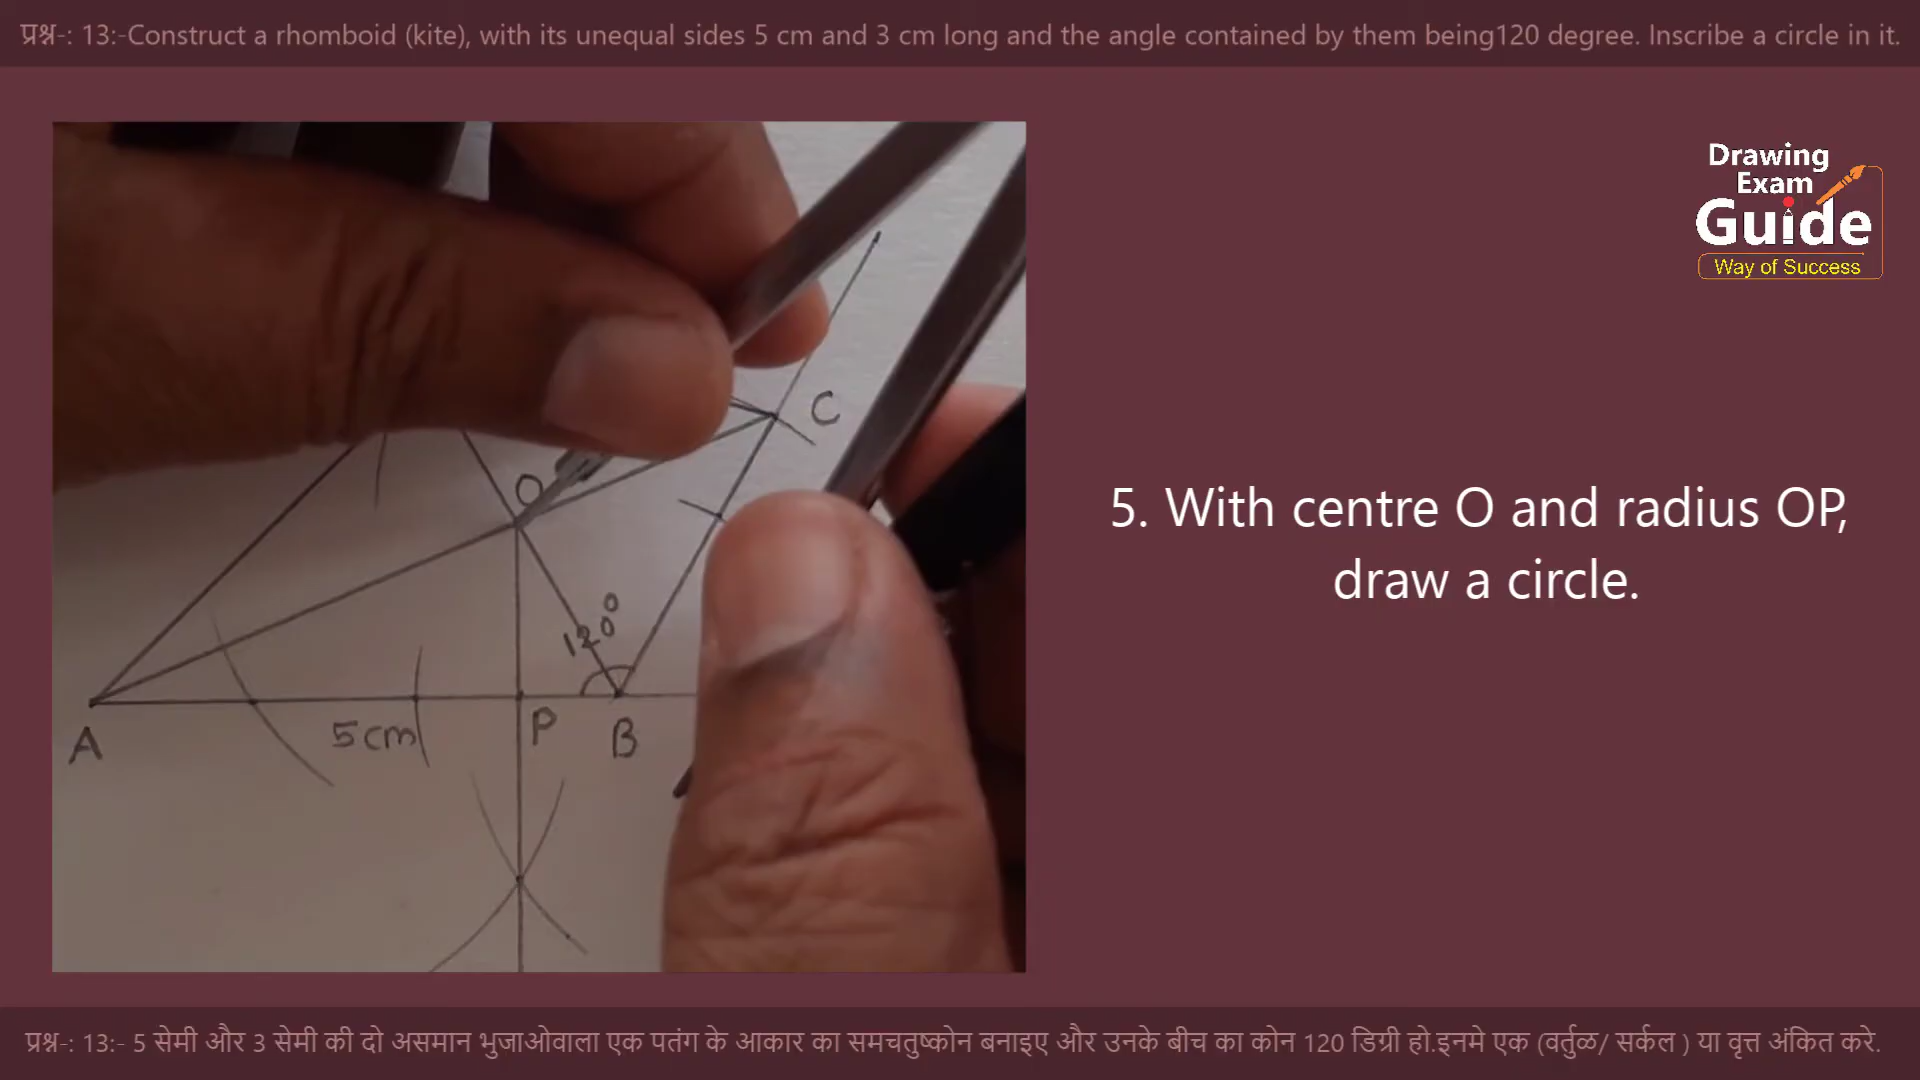 प्रश्न-: 13:-Construct a rhomboid (kite), with its unequal sides 5 cm and 3 cm long and the angle contained by them being120 degree. Inscribe a circle in it.
Drawing
Exam
Guide
Way of Success
C
O
120°
A
5cm
P
B
5. With centre O and radius OP,
draw a circle.
प्रश्न-: 13:- 5 सेमी और 3 सेमी की दो असमान भुजाओवाला एक पतंग के आकार का समचतुष्कोन बनाइए और उनके बीच का कोन 120 डिग्री हो.इनमे एक (वर्तुळ/ सर्कल ) या वृत्त अंकित करे.